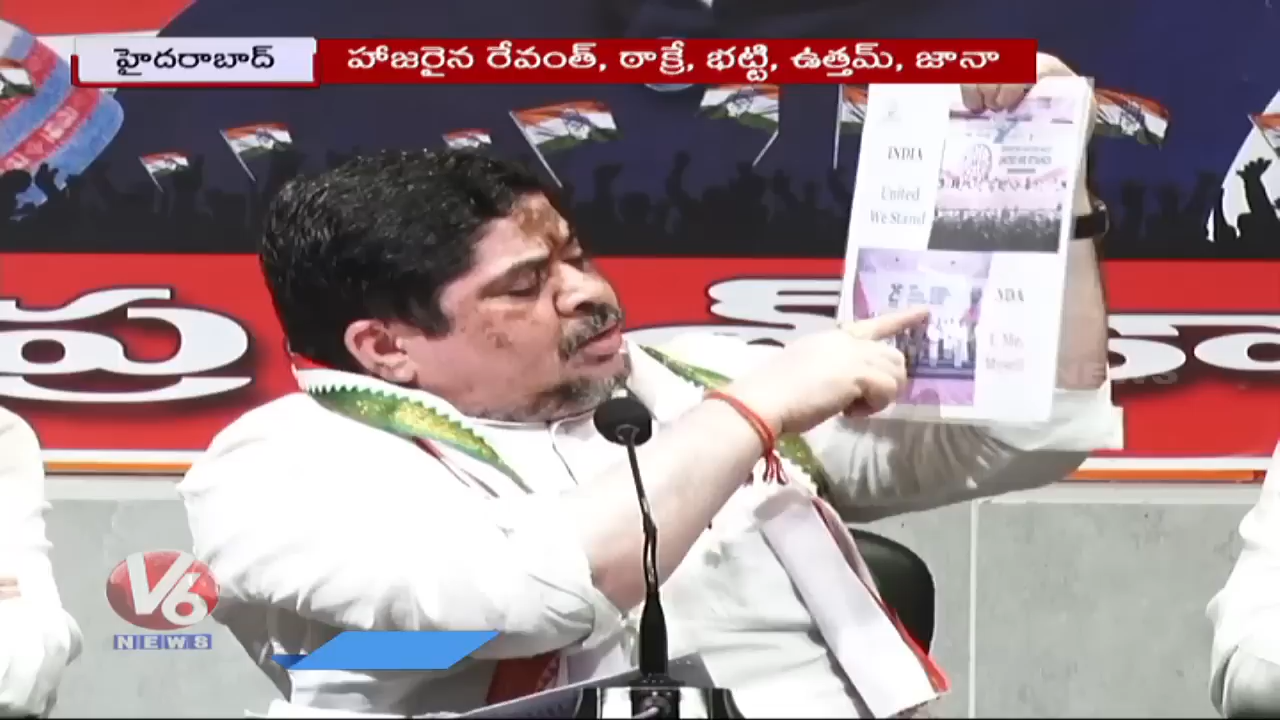 హైదరాబాద్
హాజరైన రేవంత్, ఠాక్రే, భట్టి, ఉత్తమ్, జానా
INDIA
United
We Stand
NDA
I, Me,
Myself
V6
NEWS